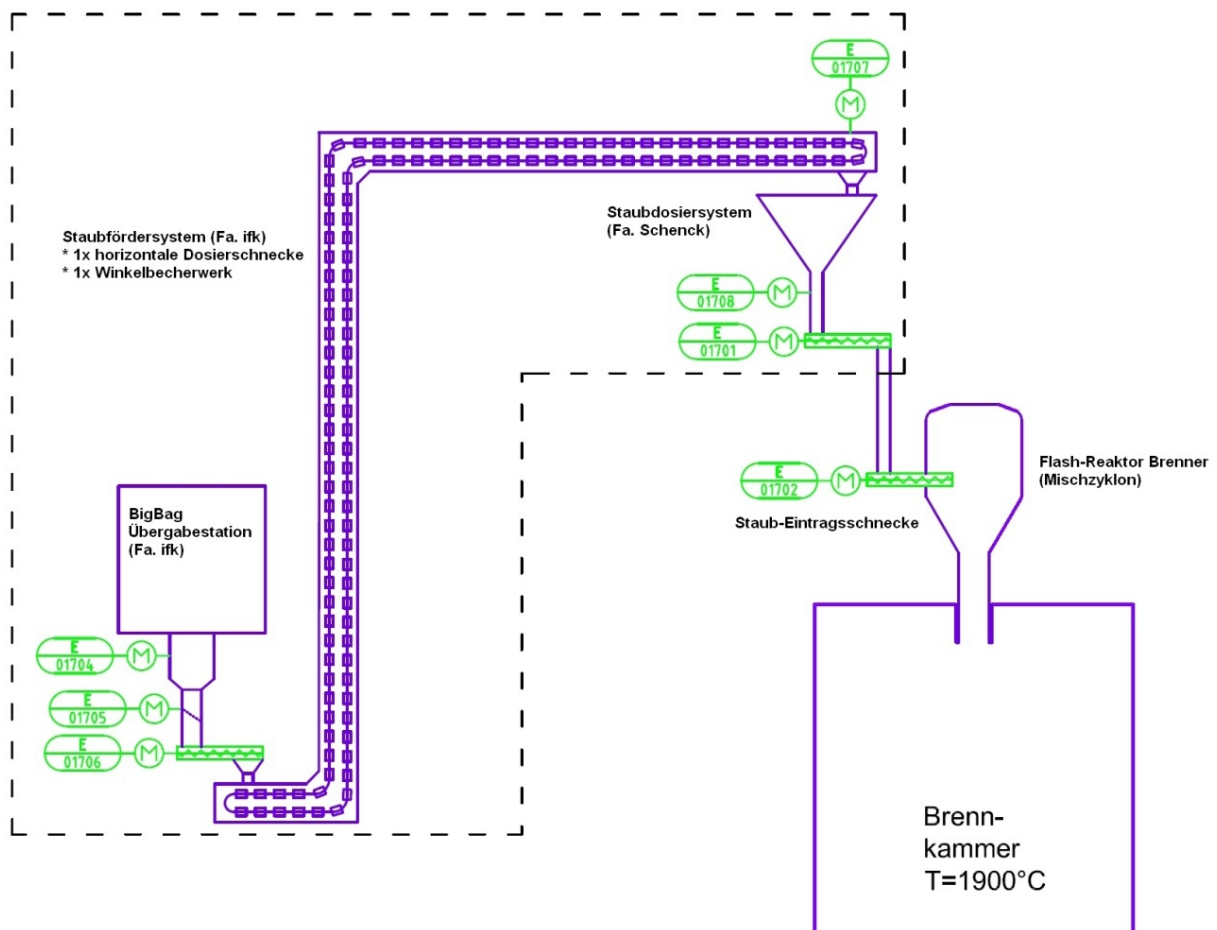 E
01707
M
Staubdosiersystem
(Fa. Schenck)
Staubfördersystem (Fa. ifk)
* 1x horizontale Dosierschnecke
* 1x Winkelbecherwerk
E
01708
M
E
01701
M
Flash-Reaktor Brenner
(Mischzyklon)
E
01702
M
Staub-Eintragsschnecke
BigBag
Übergabestation
(Fa. ifk)
E
01704
M
E
01705
M
E
01706
M
Brenn-
kammer
T=1900°C